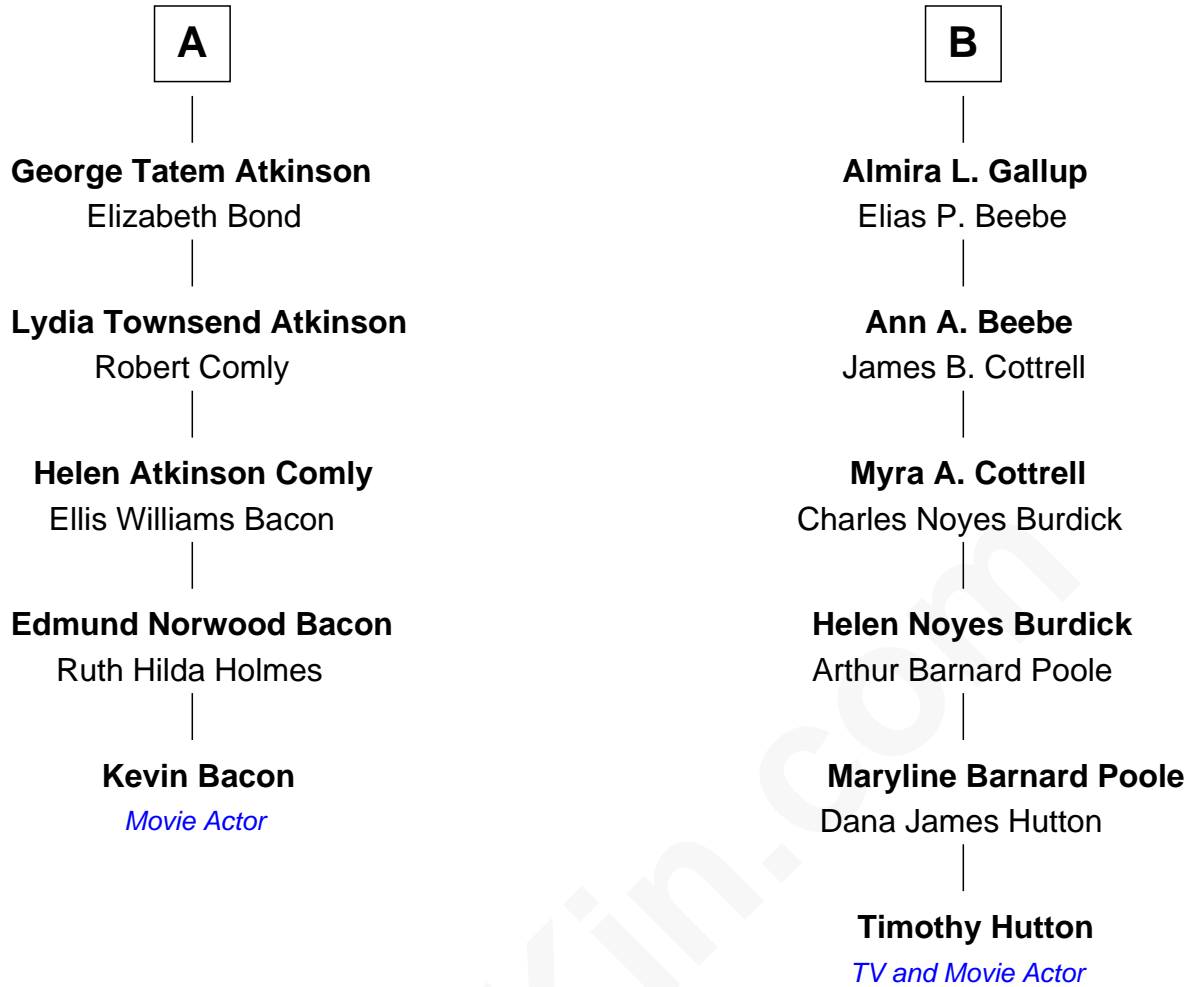 A
George Tatem Atkinson
Elizabeth Bond
Lydia Townsend Atkinson
Robert Comly
Helen Atkinson Comly
Ellis Williams Bacon
Edmund Norwood Bacon
Ruth Hilda Holmes
Kevin Bacon
Movie Actor
B
Almira L. Gallup
Elias P. Beebe
Ann A. Beebe
James B. Cottrell
Myra A. Cottrell
Charles Noyes Burdick
Helen Noyes Burdick
Arthur Barnard Poole
Maryline Barnard Poole
Dana James Hutton
Timothy Hutton
TV and Movie Actor
Kin.com